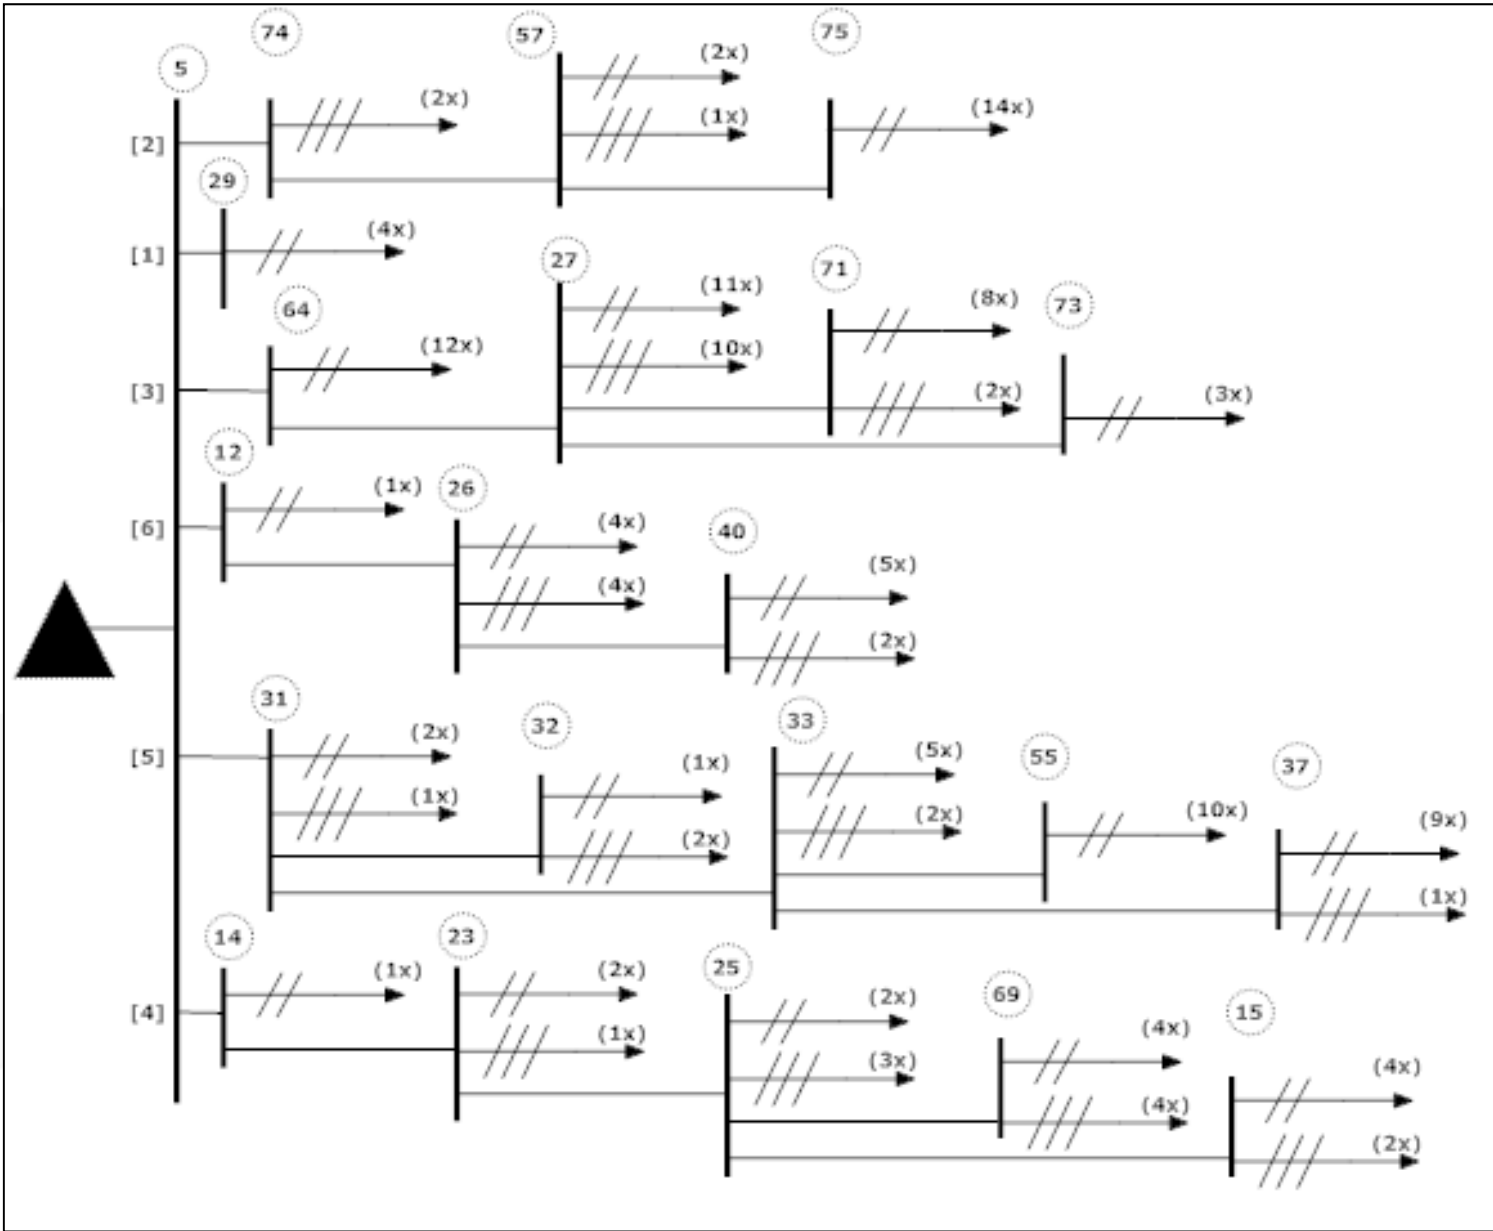 74
57
75
5
(2x)
(2x)
(14x)
(1x)
[2]
29
(4x)
[1]
27
71
(11x)
(8x)
73
64
(12x)
(10x)
(2x)
(3x)
[3]
12
(1x)
26
(4x)
40
[6]
(4x)
(5x)
(2x)
31
32
33
55
37
(2x)
(1x)
(5x)
(10x)
(9x)
[5]
(1x)
(2x)
(2x)
(1x)
14
23
25
69
15
(1x)
(2x)
(2x)
(4x)
(4x)
[4]
(1x)
(3x)
(4x)
(2x)